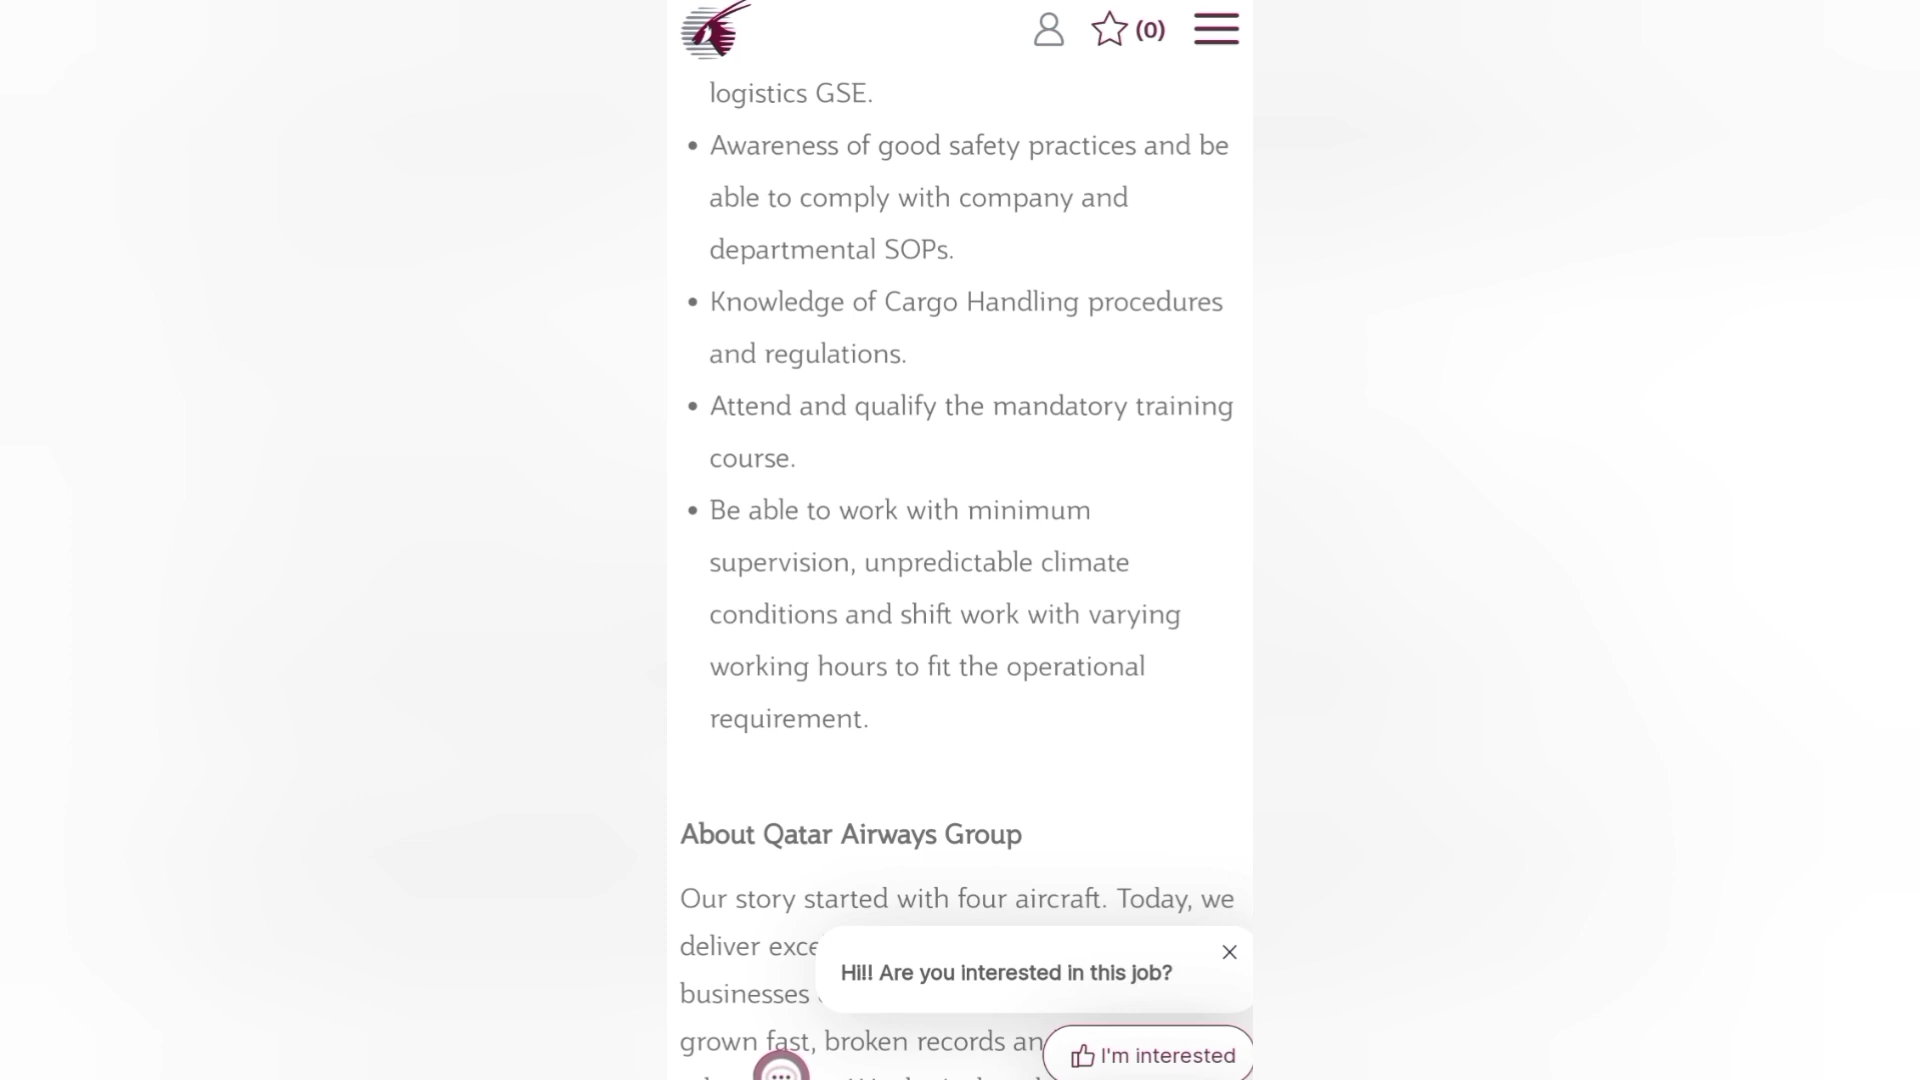 (0)
logistics GSE.
• Awareness of good safety practices and be
able to comply with company and
departmental SOPs.
• Knowledge of Cargo Handling procedures
and regulations.
• Attend and qualify the mandatory training
course.
• Be able to work with minimum
supervision, unpredictable climate
conditions and shift work with varying
working hours to fit the operational
requirement.
About Qatar Airways Group
Our story started with four aircraft. Today, we
deliver
Hi!! Are you interested in this job?
businesses
grown fast, broken records
I'm interested